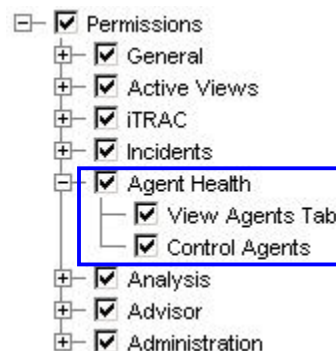 Permissions
General
Active Views
iTRAC
Incidents
Agent Health
View Agents Tab
Control Agents
Analysis
Advisor
Administration